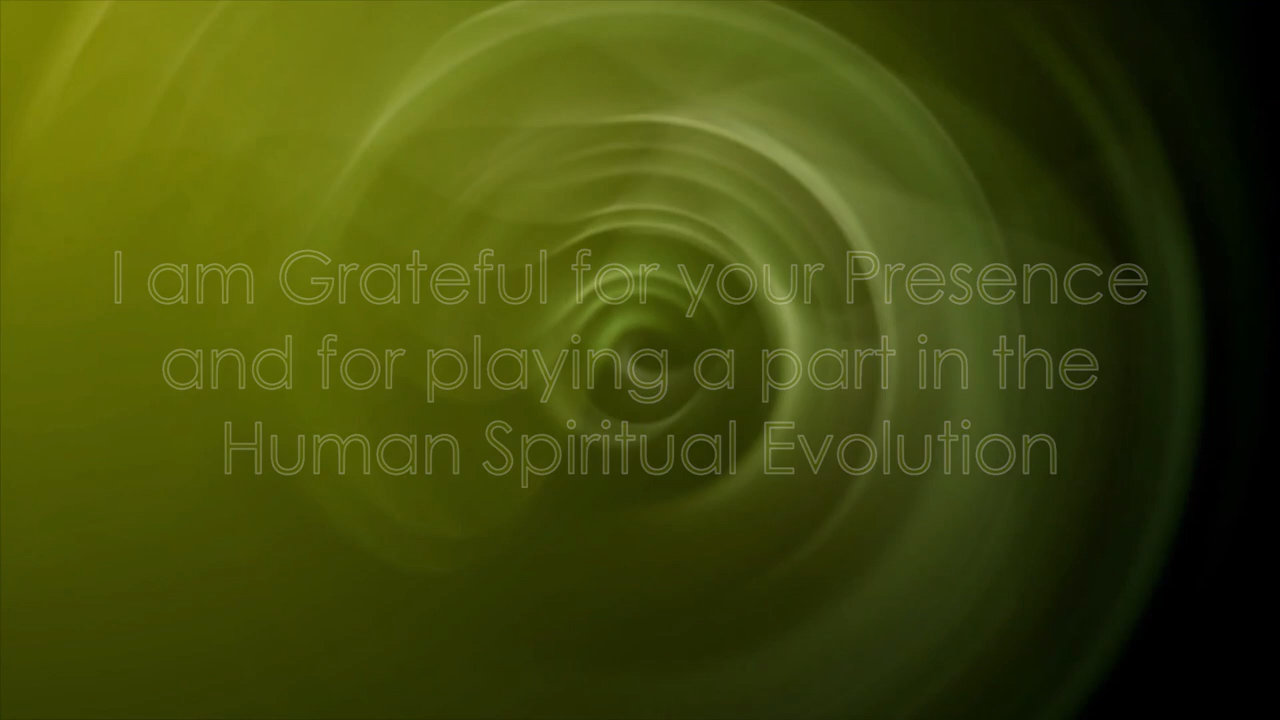 I am Grateful for your Presence
and for playing a part in the
Human Spiritual Evolution